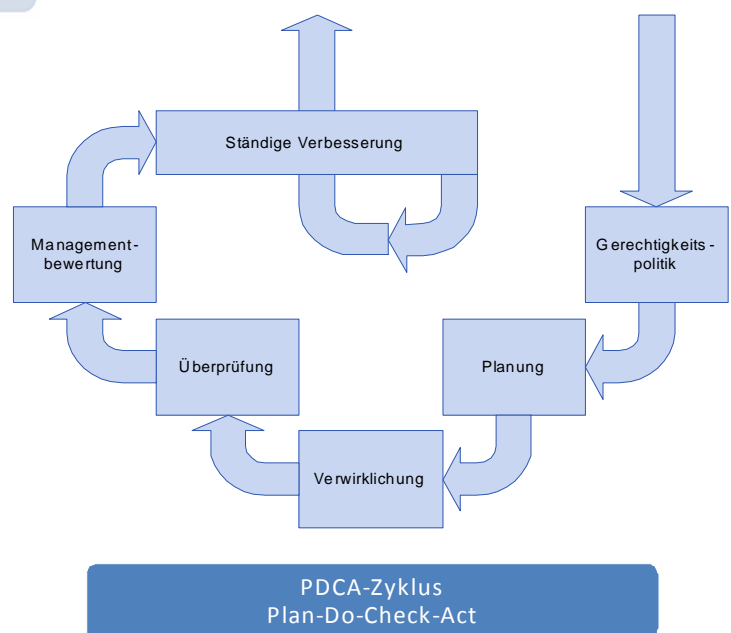 Ständige Verbesserung
Management-
bewertung
Gerechtigkeits-
politik
Überprüfung
Planung
Verwirklichung
PDCA-Zyklus
Plan-Do-Check-Act